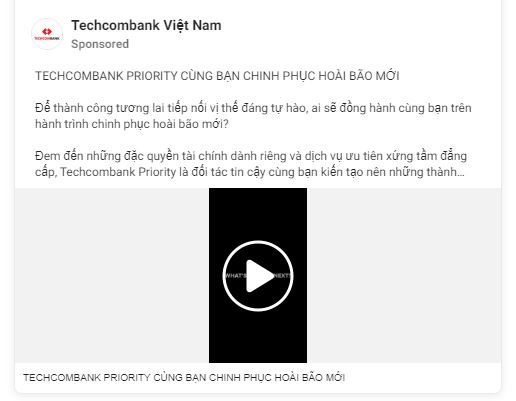 Techcombank Việt Nam
TECHCOMBANK
Sponsored
TECHCOMBANK PRIORITY CÙNG BẠN CHINH PHỤC HOÀI BÃO MỚI
Để thành công tương lai tiếp nối vị thế đáng tự hào, ai sẽ đồng hành cùng bạn trên
hành trình chinh phục hoài bão mới?
Đem đến những đặc quyền tài chính dành riêng và dịch vụ ưu tiên xứng tầm đẳng
cấp, Techcombank Priority là đối tác tin cậy cùng bạn kiến tạo nên những thành...
WHAT'S NEXT?
TECHCOMBANK PRIORITY CÙNG BẠN CHINH PHỤC HOÀI BÃO MỚI